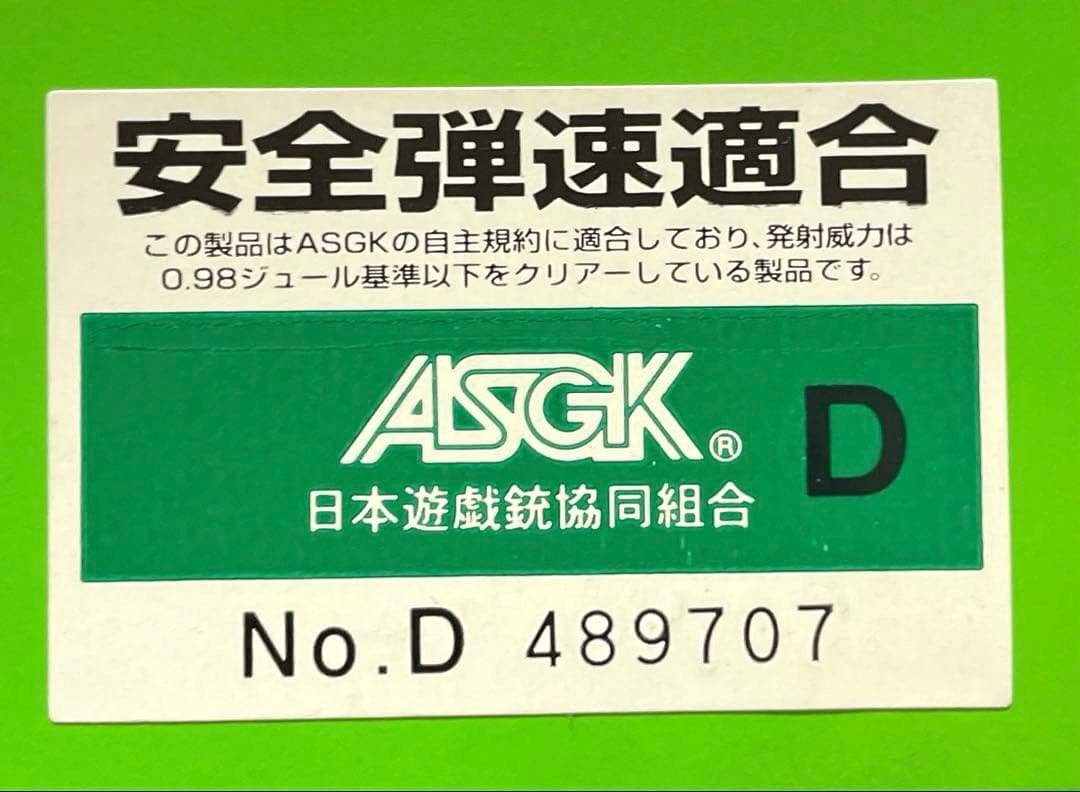 安全弾速適合
この製品はASGKの自主規約に適合しており、発射威力は
0.98ジュール基準以下をクリアーしている製品です。
ASGK®
D
日本遊戯銃協同組合
No.D 489707